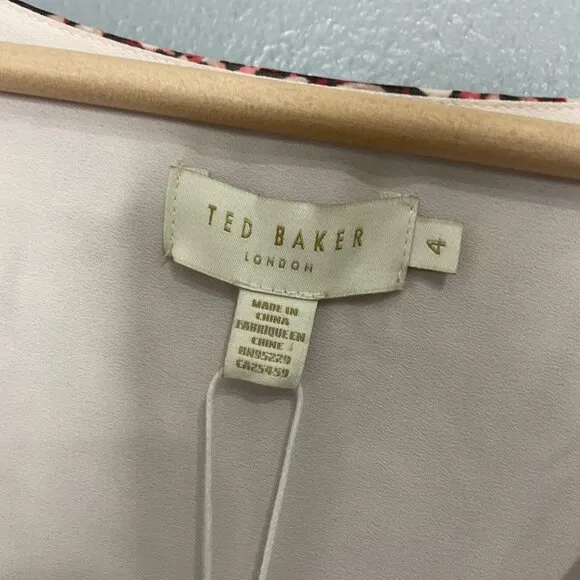 TED BAKER
LONDON
4
MADE IN
CHINA
FABRIQUE EN
CHINE
RN95229
CA25459